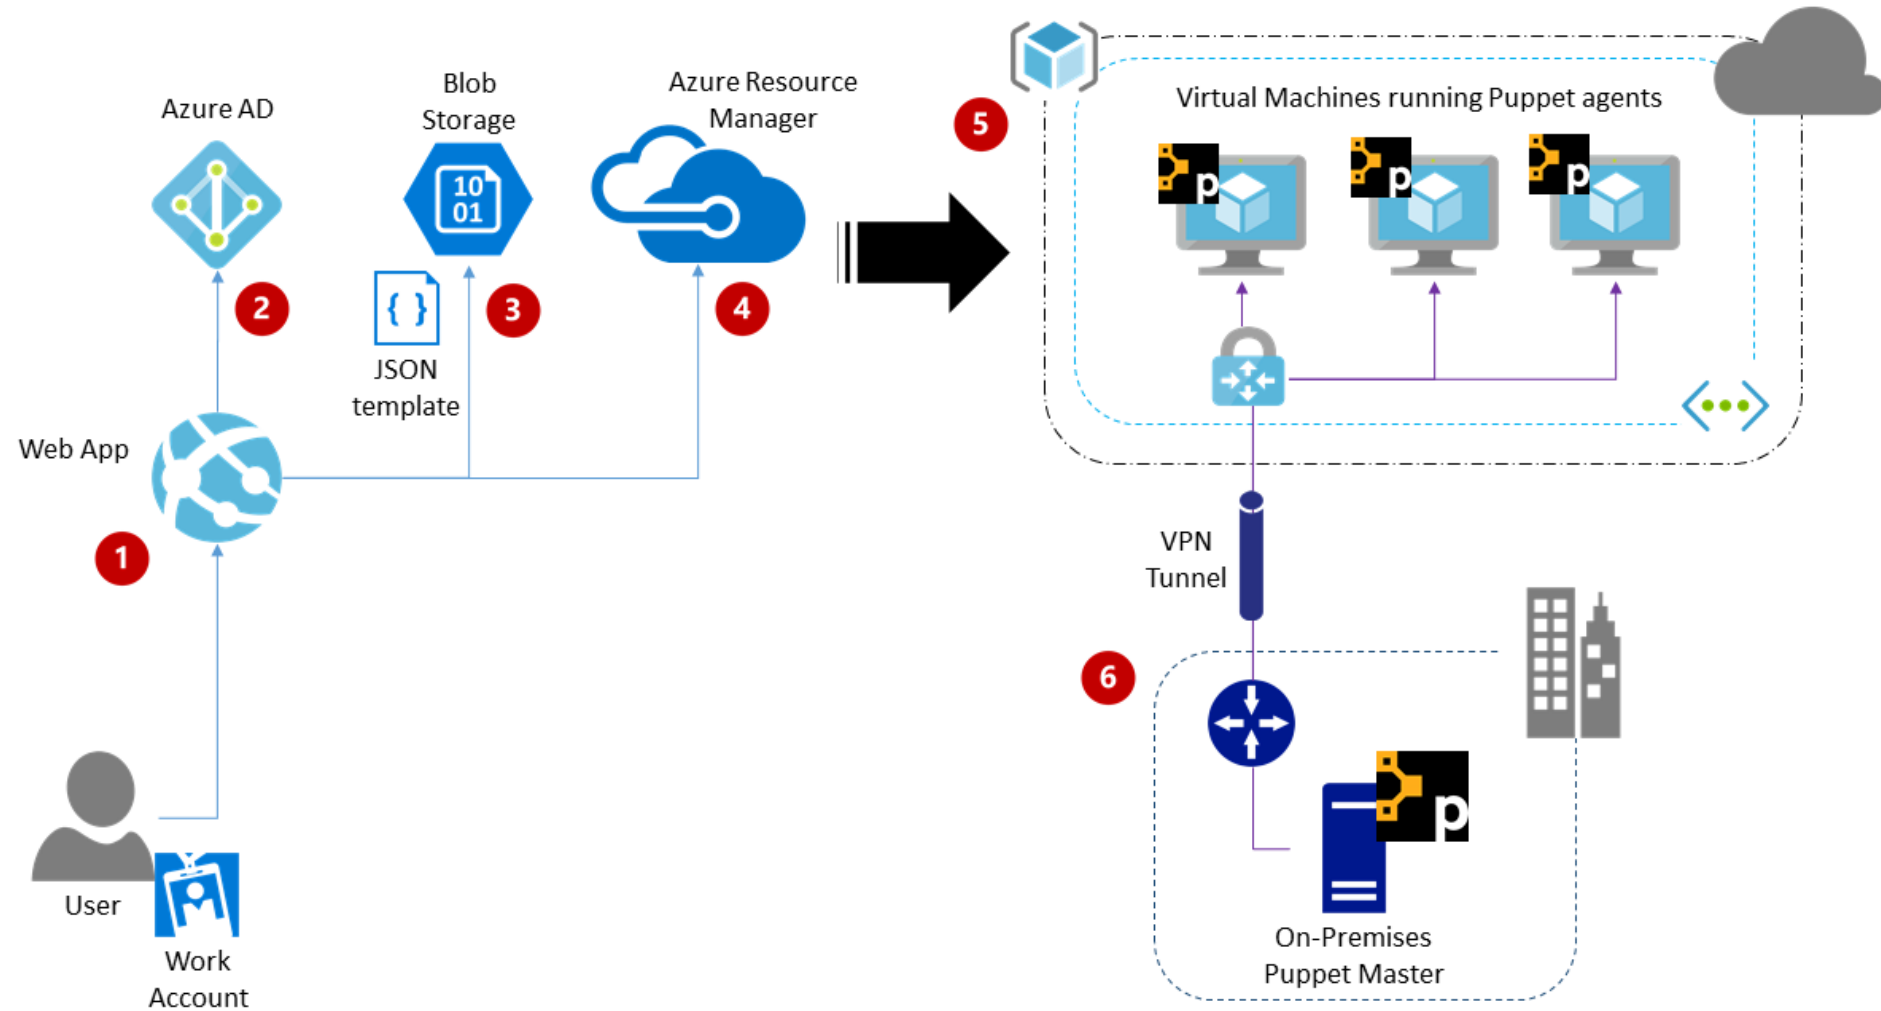 Azure AD
Blob
Storage
10
01
Azure Resource
Manager
5
Virtual Machines running Puppet agents
p
p
p
2
3
4
{ }
JSON
template
Web App
1
VPN
Tunnel
6
p
User
Work
Account
On-Premises
Puppet Master